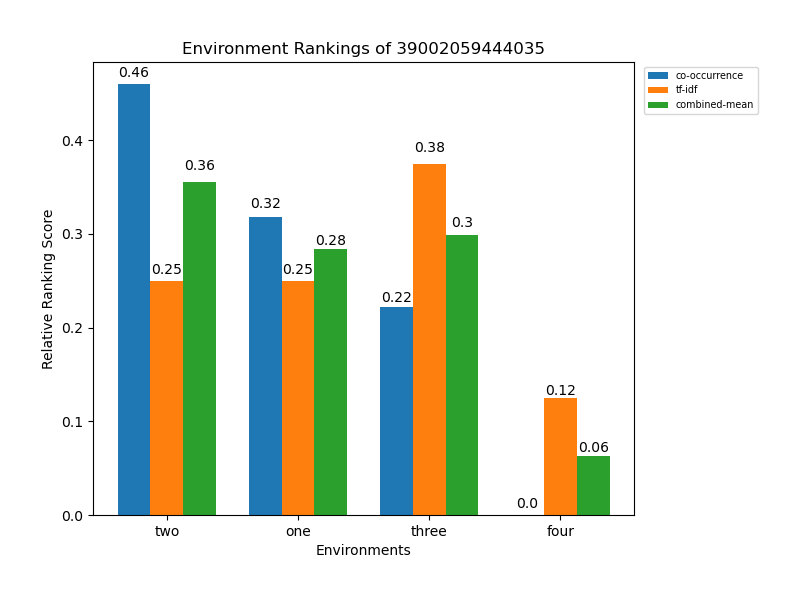 Environment Rankings of 39002059444035
co-occurrence
tf-idf
combined-mean
0.46
0.25
0.36
0.32
0.25
0.28
0.22
0.38
0.3
0.0
0.12
0.06
Relative Ranking Score
0.4
0.3
0.2
0.1
0.0
two one three four
Environments